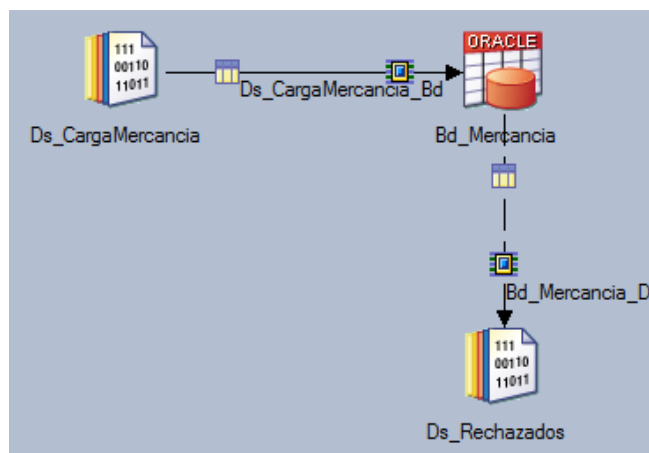 111
00110
11011
Ds_CargaMercancia
Ds_CargaMercancia_Bd
ORACLE
Bd_Mercancia
Bd_Mercancia_D
111
00110
11011
Ds_Rechazados